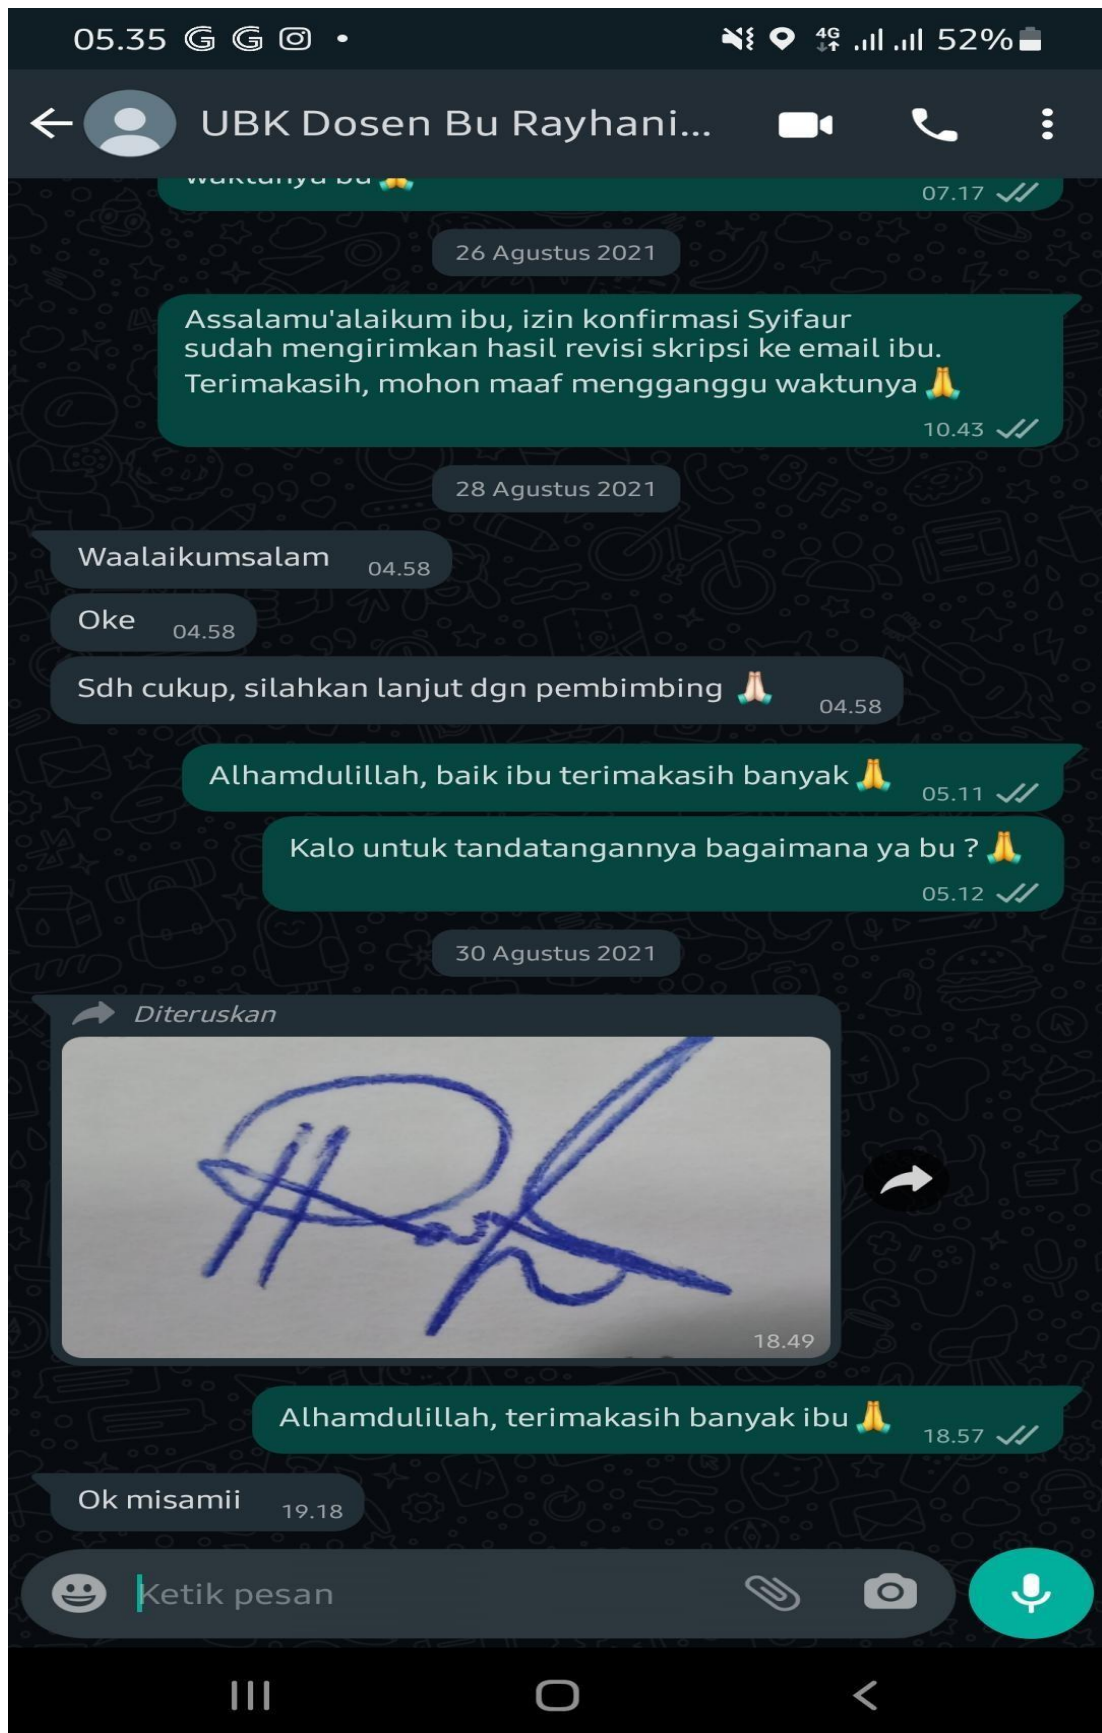 05.35
4G
52%
UBK Dosen Bu Rayhani...
waktunya bu 🙏
07.17
26 Agustus 2021
Assalamu'alaikum ibu, izin konfirmasi Syifaur
sudah mengirimkan hasil revisi skripsi ke email ibu.
Terimakasih, mohon maaf mengganggu waktunya 🙏
10.43
28 Agustus 2021
Waalaikumsalam 04.58
Oke 04.58
Sdh cukup, silahkan lanjut dgn pembimbing 🙏🏻 04.58
Alhamdulillah, baik ibu terimakasih banyak 🙏 05.11
Kalo untuk tandatangannya bagaimana ya bu ? 🙏
05.12
30 Agustus 2021
Diteruskan
18.49
Alhamdulillah, terimakasih banyak ibu 🙏 18.57
Ok misamii 19.18
Ketik pesan